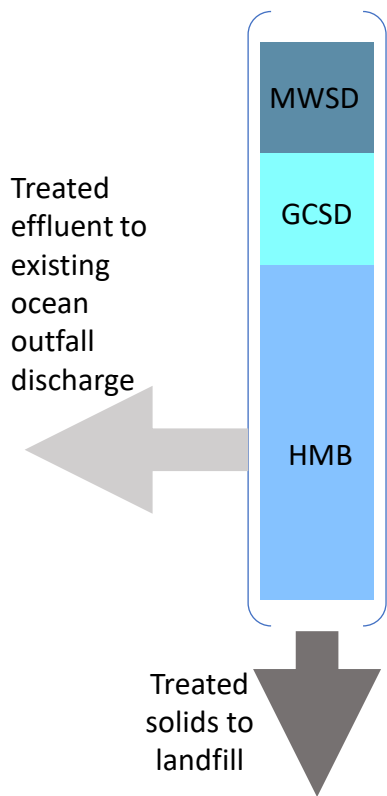 MWSD
GCSD
Treated
effluent to
existing
ocean
outfall
discharge
HMB
Treated
solids to
landfill